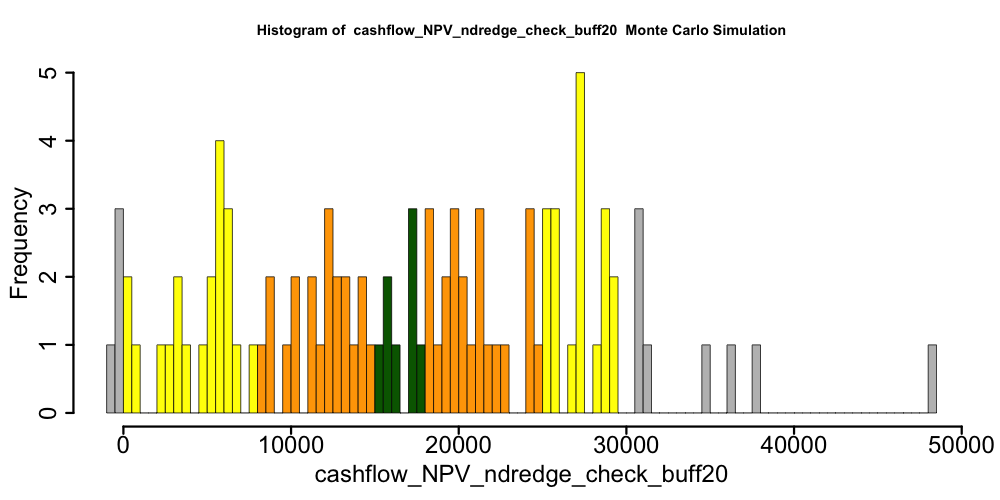 Histogram of  cashflow_NPV_ndredge_check_buff20  Monte Carlo Simulation
5
4
3
2
1
0
Frequency
0 10000 20000 30000 40000 50000
cashflow_NPV_ndredge_check_buff20